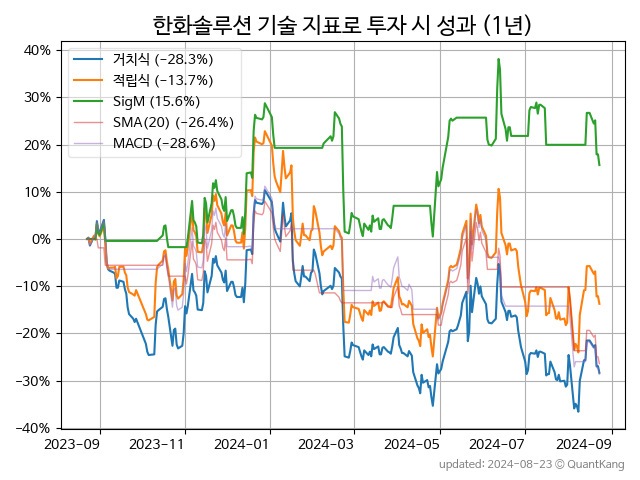 한화솔루션 기술 지표로 투자 시 성과 (1년)
거치식 (−28.3%)
적립식 (−13.7%)
SigM (15.6%)
SMA(20) (−26.4%)
MACD (−28.6%)
40%
30%
20%
10%
0%
−10%
−20%
−30%
−40%
2023-09 2023-11 2024-01 2024-03 2024-05 2024-07 2024-09
updated: 2024-08-23 ⓒ QuantKang